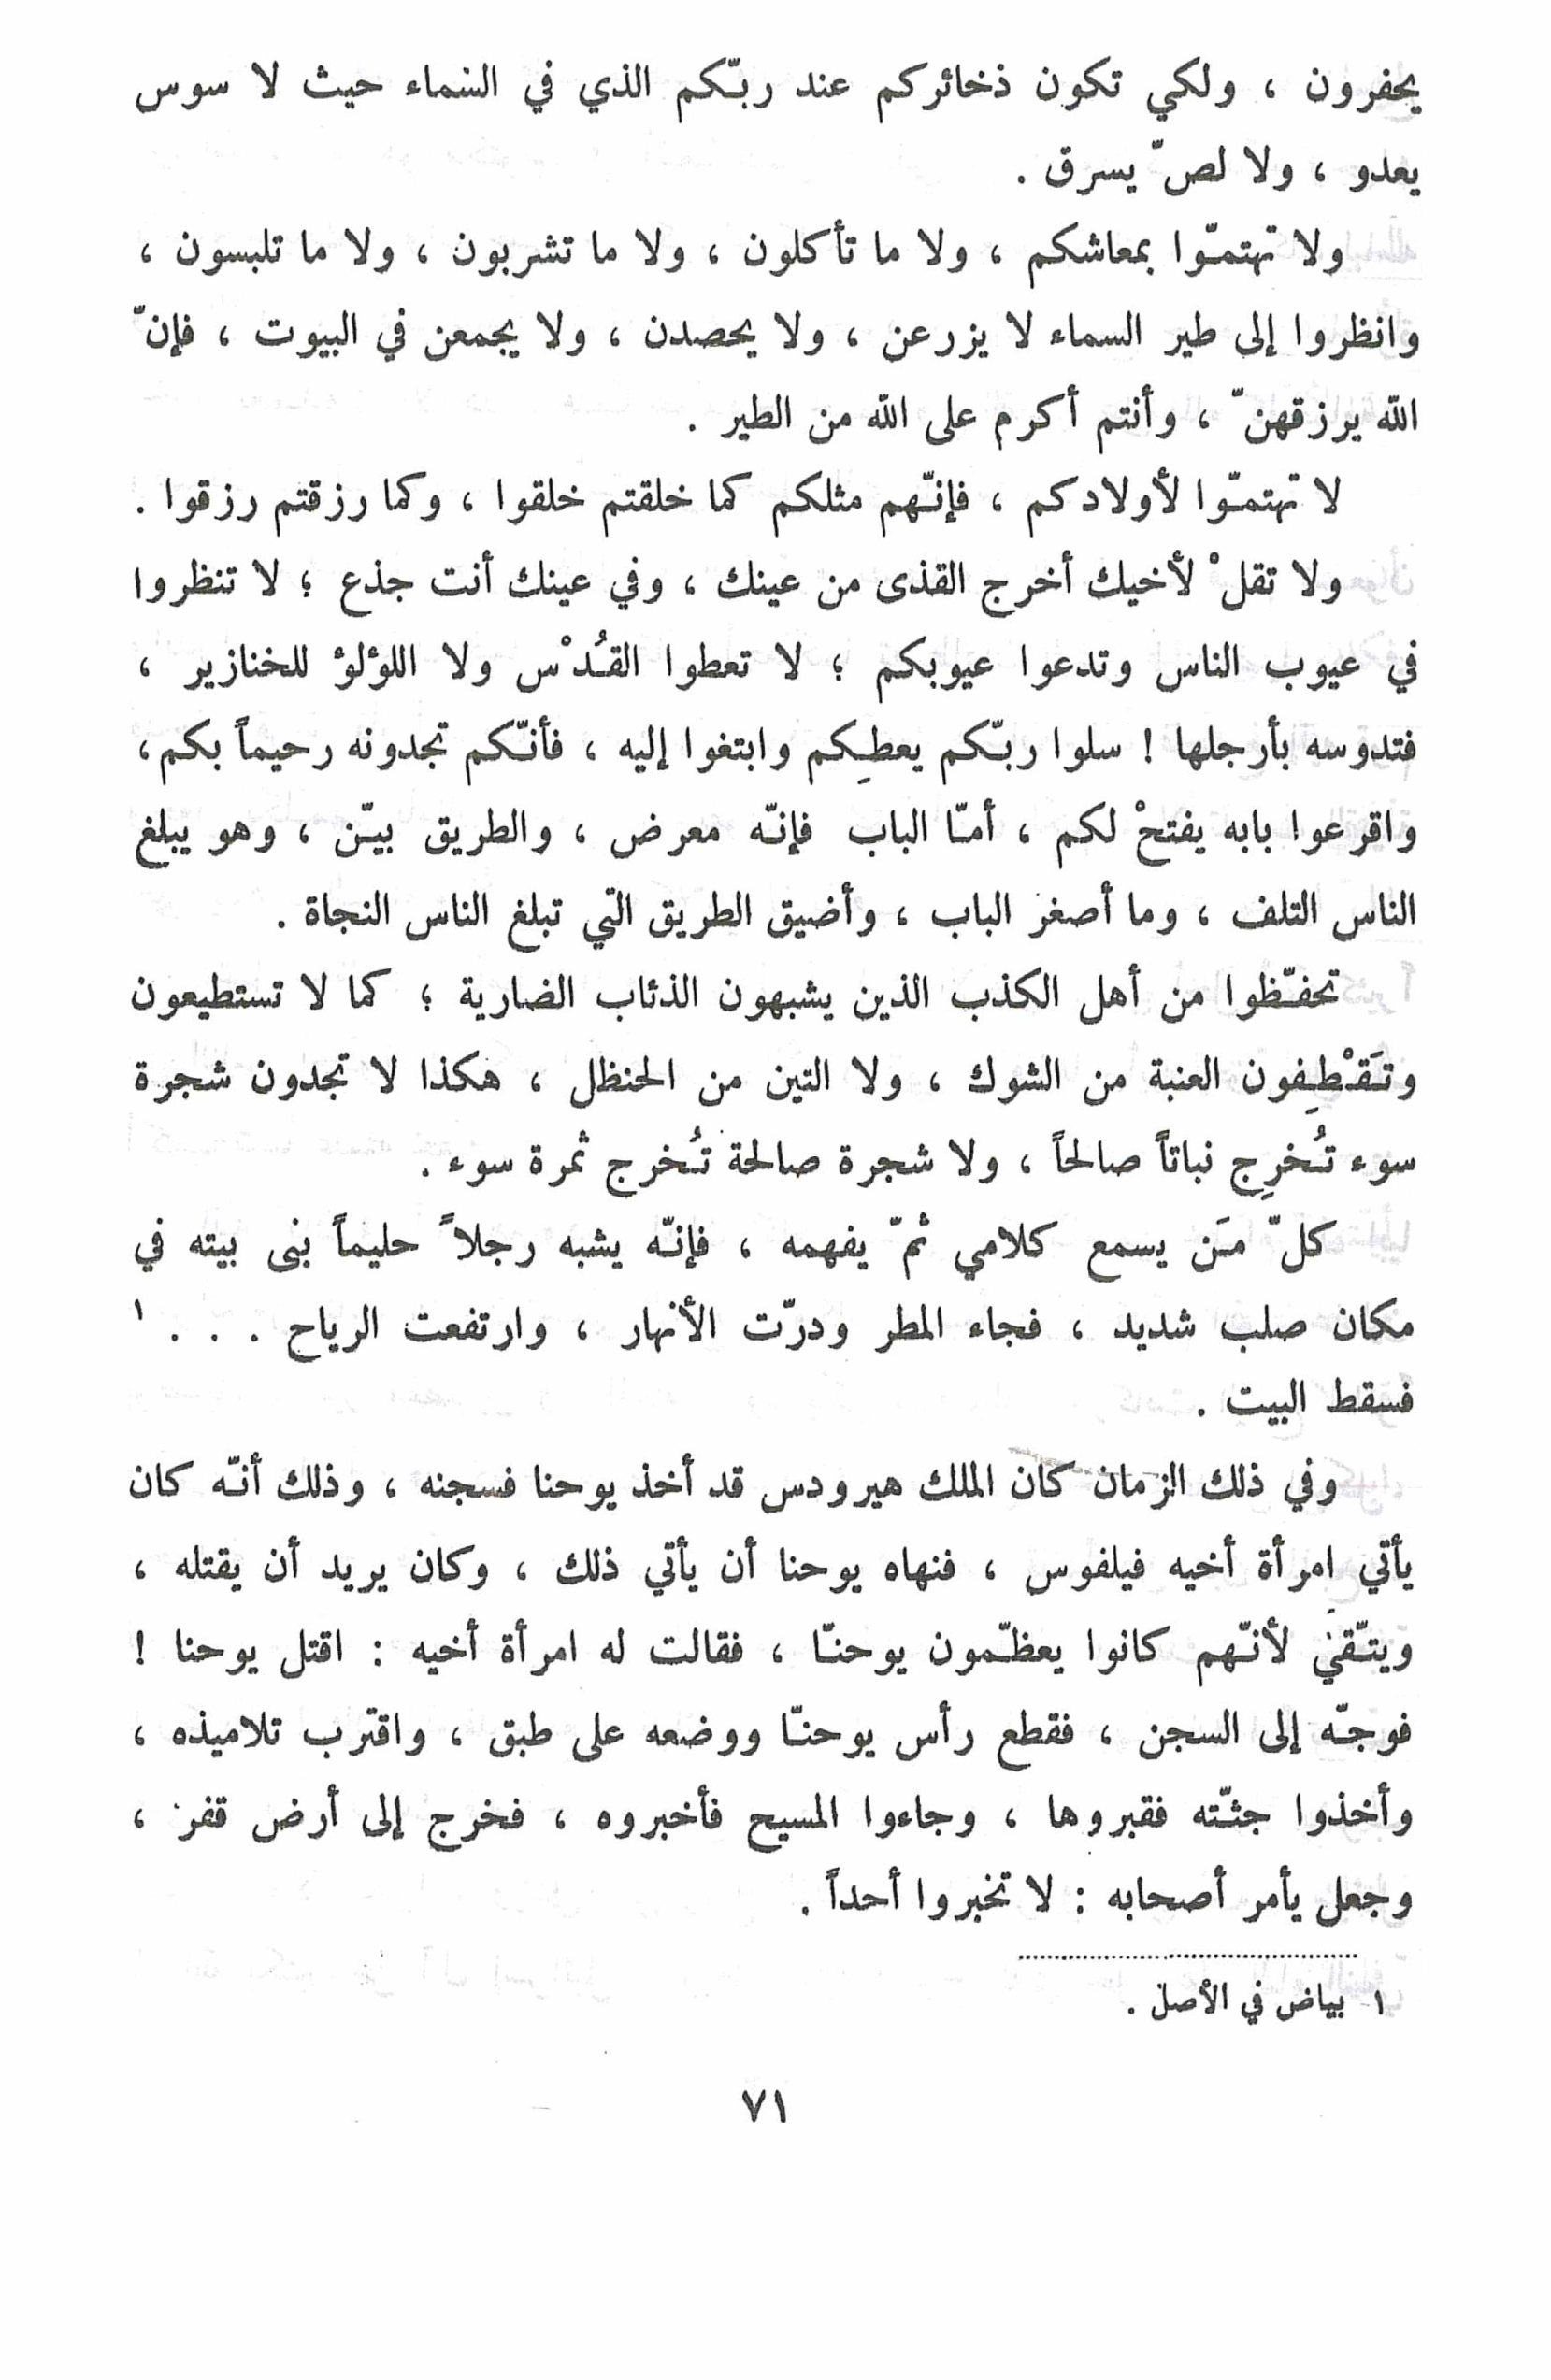 يحفرون ، ولكي تكون ذخائركم عند ربّكم الذي في السماء حيث لا سوس
يعدو ، ولا لصّ يسرق .
ولا تهتمّوا بمعاشكم ، ولا ما تأكلون ، ولا ما تشربون ، ولا ما تلبسون ،
وانظروا إلى طير السماء لا يزرعن ، ولا يحصدن ، ولا يجمعن في البيوت ، فإنّ
الله يرزقهنّ ، وأنتم أكرم على الله من الطير .
لا تهتمّوا لأولادكم ، فإنّهم مثلكم كما خلقتم خلقوا ، وكما رزقتم رزقوا .
ولا تقلْ لأخيك أخرج القذى من عينك ، وفي عينك أنت جذع ؛ لا تنظروا
في عيوب الناس وتدعوا عيوبكم ؛ لا تعطوا القُدْس ولا اللؤلؤ للخنازير ،
فتدوسه بأرجلها ! سلوا ربّكم يعطِكم وابتغوا إليه ، فأنّكم تجدونه رحيماً بكم ،
واقرعوا بابه يفتحْ لكم ، أمّا الباب فإنّه معرض ، والطريق بيّن ، وهو يبلغ
الناس التلف ، وما أصغر الباب ، وأضيق الطريق التي تبلغ الناس النجاة .
تحفّظوا من أهل الكذب الذين يشبهون الذئاب الضارية ؛ كما لا تستطيعون
وتَقْطِفون العنبة من الشوك ، ولا التين من الحنظل ، هكذا لا تجدون شجرة
سوء تُخرِج نباتاً صالحاً ، ولا شجرة صالحة تُخرج ثمرة سوء .
كلّ مَن يسمع كلامي ثمّ يفهمه ، فإنّه يشبه رجلاً حليماً بنى بيته في
مكان صلب شديد ، فجاء المطر ودرّت الأنهار ، وارتفعت الرياح . . . ١
فسقط البيت .
وفي ذلك الزمان كان الملك هيرودس قد أخذ يوحنا فسجنه ، وذلك أنّه كان
يأتي امرأة أخيه فيلفوس ، فنهاه يوحنا أن يأتي ذلك ، وكان يريد أن يقتله ،
ويتّقي لأنّهم كانوا يعظّمون يوحنّا ، فقالت له امرأة أخيه : اقتل يوحنا !
فوجّه إلى السجن ، فقطع رأس يوحنّا ووضعه على طبق ، واقترب تلاميذه ،
وأخذوا جثّته فقبروها ، وجاءوا المسيح فأخبروه ، فخرج إلى أرض قفر ،
وجعل يأمر أصحابه : لا تخبروا أحداً .
١ بياض في الأصل .
٧١